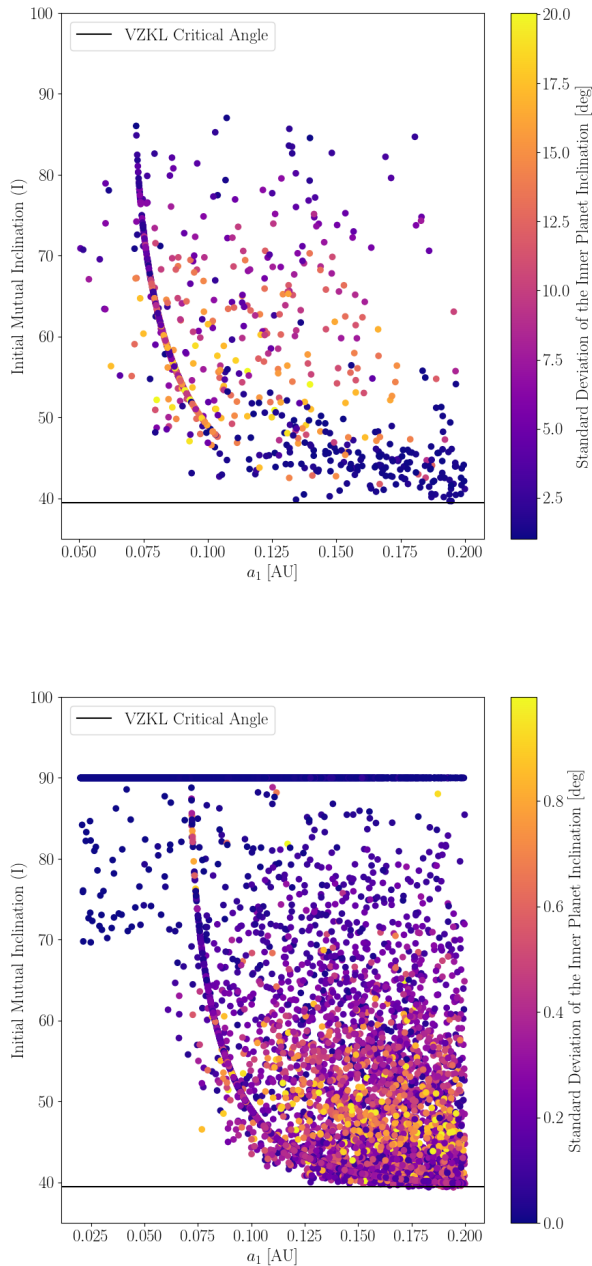 100
90
80
70
60
50
40
Initial Mutual Inclination (I)
VZKL Critical Angle
0.050 0.075 0.100 0.125 0.150 0.175 0.200
a₁ [AU]
20.0
17.5
15.0
12.5
10.0
7.5
5.0
2.5
Standard Deviation of the Inner Planet Inclination [deg]
100
90
80
70
60
50
40
Initial Mutual Inclination (I)
VZKL Critical Angle
0.025 0.050 0.075 0.100 0.125 0.150 0.175 0.200
a₁ [AU]
0.8
0.6
0.4
0.2
0.0
Standard Deviation of the Inner Planet Inclination [deg]